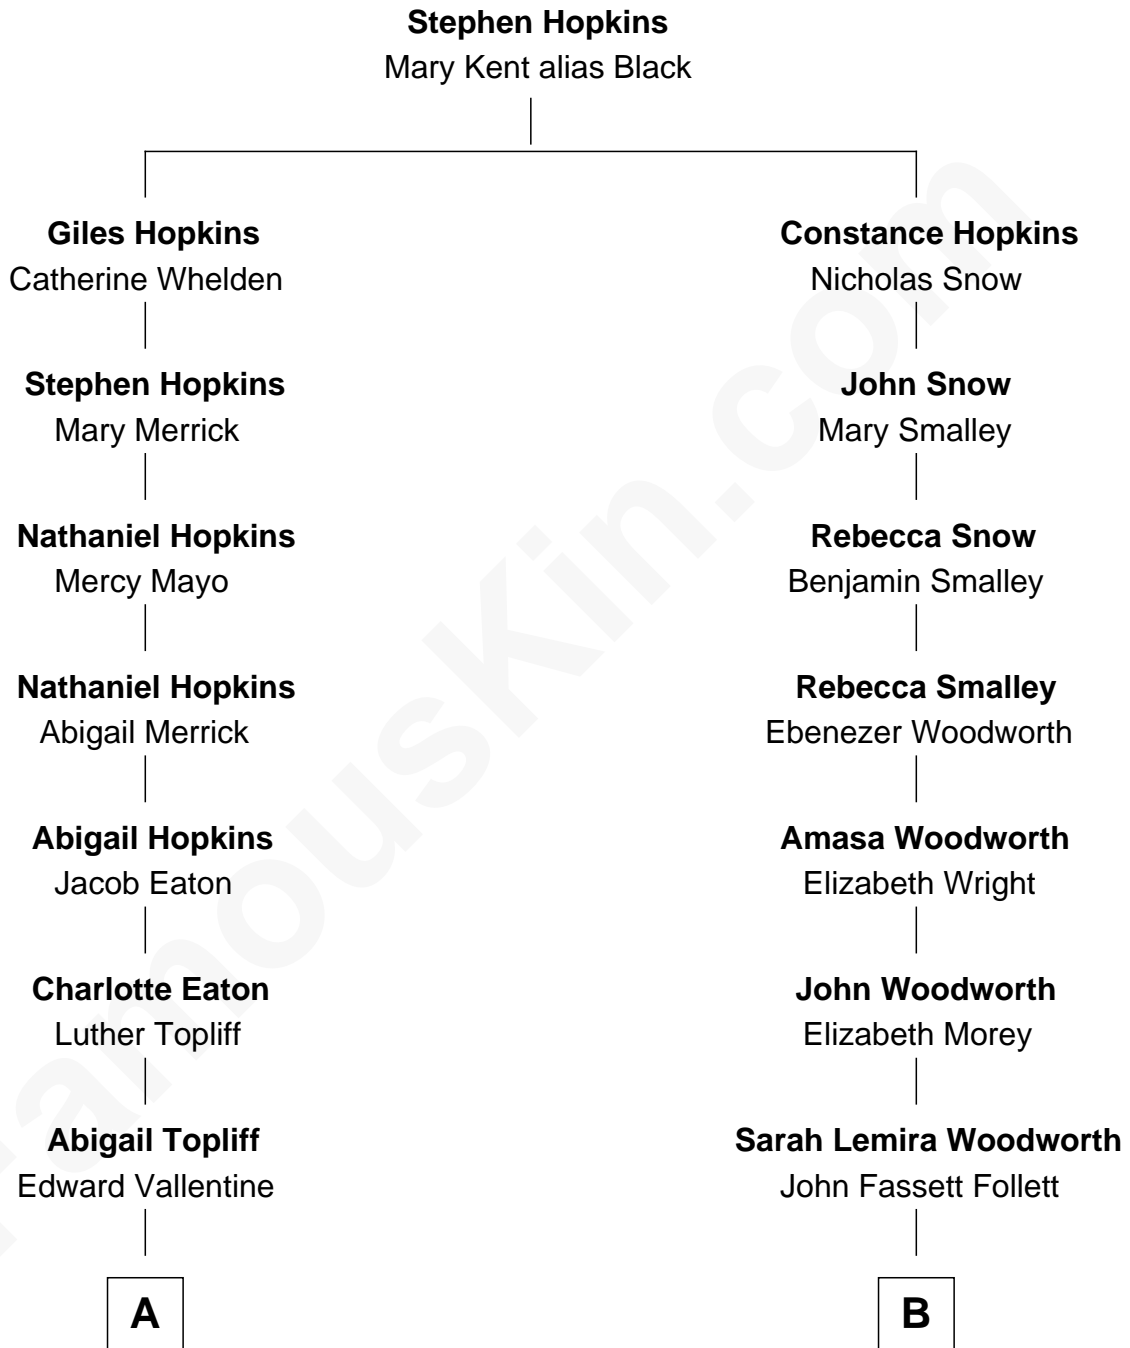 Stephen Hopkins
Mary Kent alias Black
Giles Hopkins
Catherine Whelden
Stephen Hopkins
Mary Merrick
Nathaniel Hopkins
Mercy Mayo
Nathaniel Hopkins
Abigail Merrick
Abigail Hopkins
Jacob Eaton
Charlotte Eaton
Luther Topliff
Abigail Topliff
Edward Vallentine
A
Constance Hopkins
Nicholas Snow
John Snow
Mary Smalley
Rebecca Snow
Benjamin Smalley
Rebecca Smalley
Ebenezer Woodworth
Amasa Woodworth
Elizabeth Wright
John Woodworth
Elizabeth Morey
Sarah Lemira Woodworth
John Fassett Follett
B
FamousKin.com